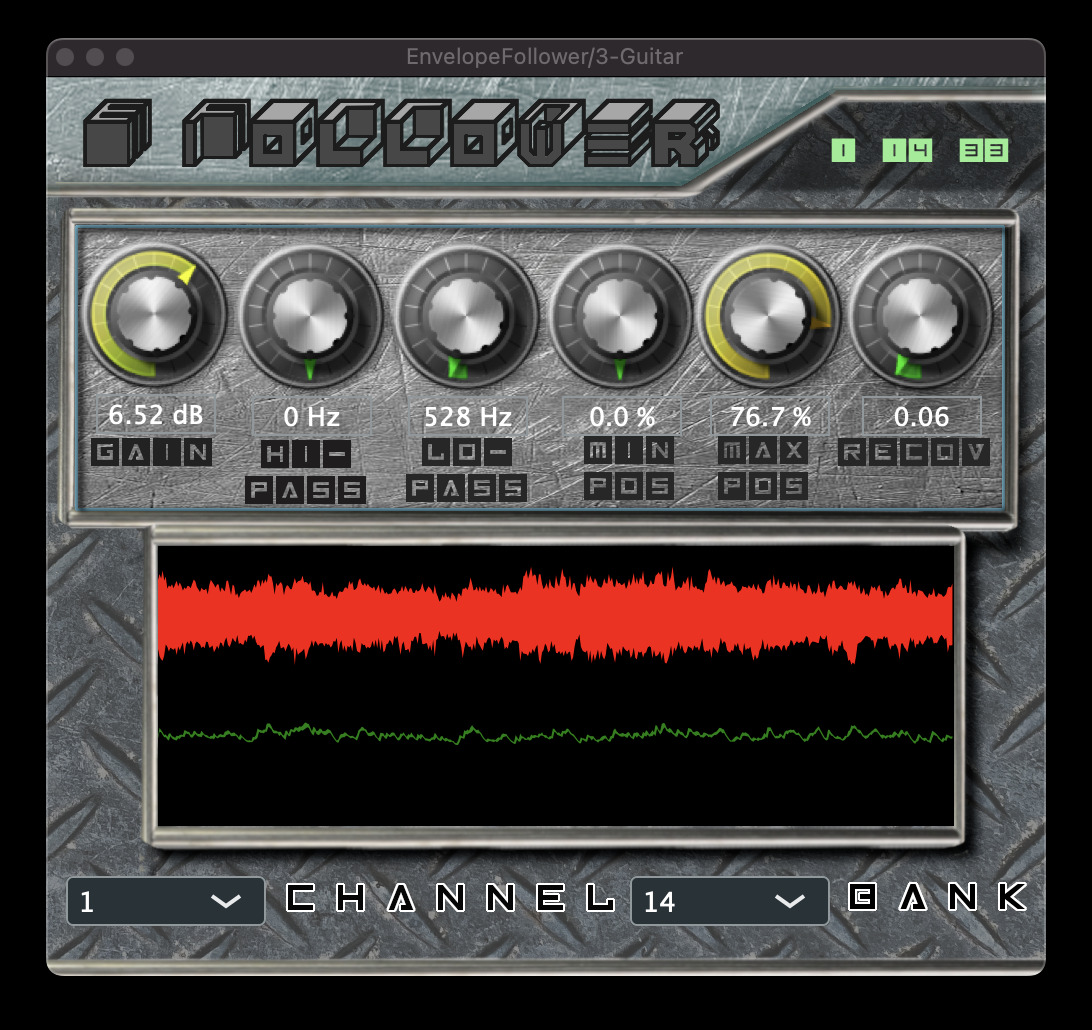 EnvelopeFollower/3-Guitar
E FOLLOWER
1 14 33
6.52 dB 0 Hz 528 Hz 0.0 % 76.7 % 0.06
GAIN HI-PASS LO-PASS MIN POS MAX POS RECOV
1 CHANNEL 14 BANK